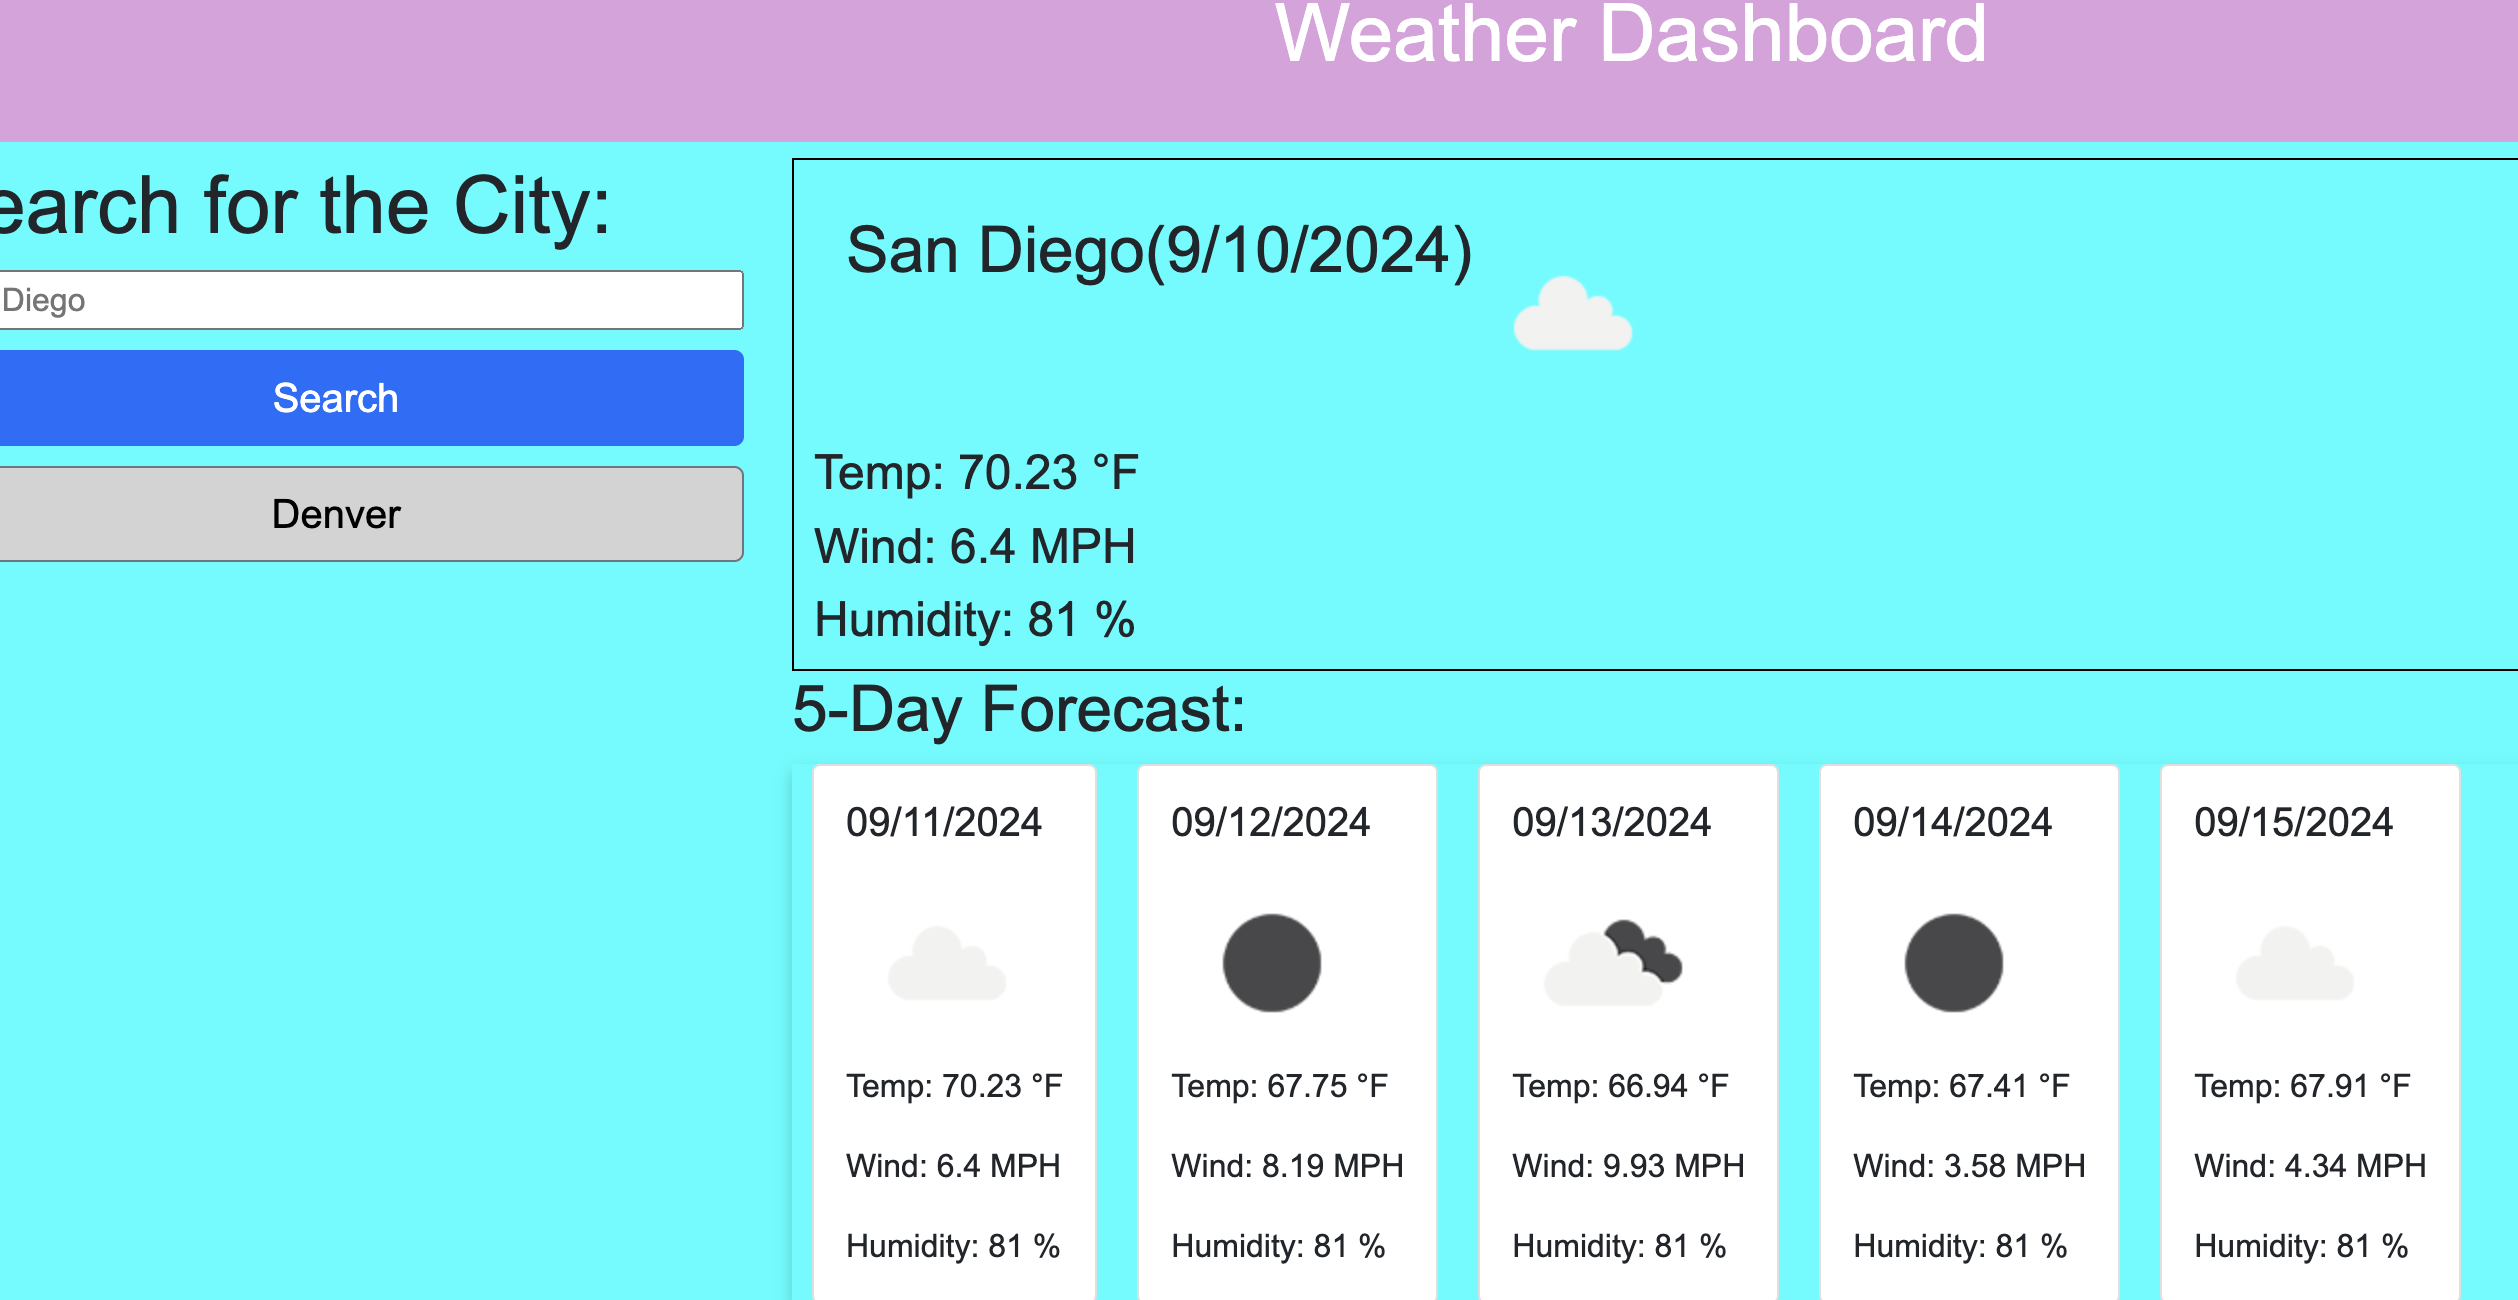 Weather Dashboard
earch for the City:
Diego
Search
Denver
San Diego(9/10/2024)
Temp: 70.23 °F
Wind: 6.4 MPH
Humidity: 81 %
5-Day Forecast:
09/11/2024
Temp: 70.23 °F
Wind: 6.4 MPH
Humidity: 81 %
09/12/2024
Temp: 67.75 °F
Wind: 8.19 MPH
Humidity: 81 %
09/13/2024
Temp: 66.94 °F
Wind: 9.93 MPH
Humidity: 81 %
09/14/2024
Temp: 67.41 °F
Wind: 3.58 MPH
Humidity: 81 %
09/15/2024
Temp: 67.91 °F
Wind: 4.34 MPH
Humidity: 81 %